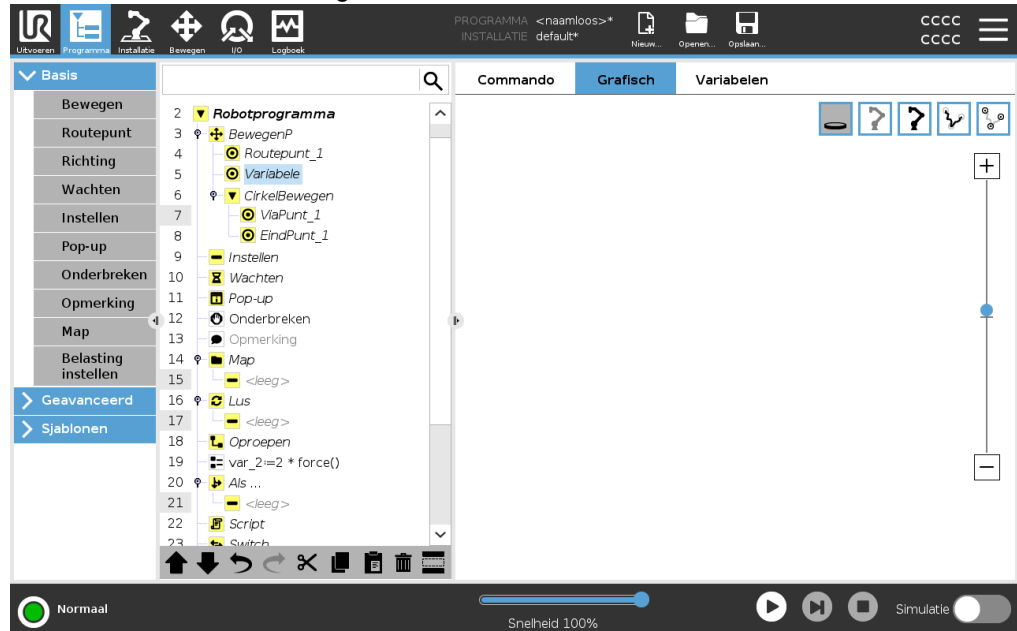 PROGRAMMA <naamloos>*
INSTALLATIE default*
UR
Uitvoeren
Programma
Installatie
Bewegen
I/O
Logboek
Nieuw...
Openen...
Opslaan...
CCCC
CCCC
Basis
Bewegen
Routepunt
Richting
Wachten
Instellen
Pop-up
Onderbreken
Opmerking
Map
Belasting
instellen
Geavanceerd
Sjablonen
2 Robotprogramma
3 BewegenP
4 Routepunt_1
5 Variabele
6 CirkelBewegen
7 ViaPunt_1
8 EindPunt_1
9 Instellen
10 Wachten
11 Pop-up
12 Onderbreken
13 Opmerking
14 Map
15 <leeg>
16 Lus
17 <leeg>
18 Oproepen
19 var_2:=2 * force()
20 Als ...
21 <leeg>
22 Script
23 Switch
Commando
Grafisch
Variabelen
Normaal
Snelheid 100%
Simulatie